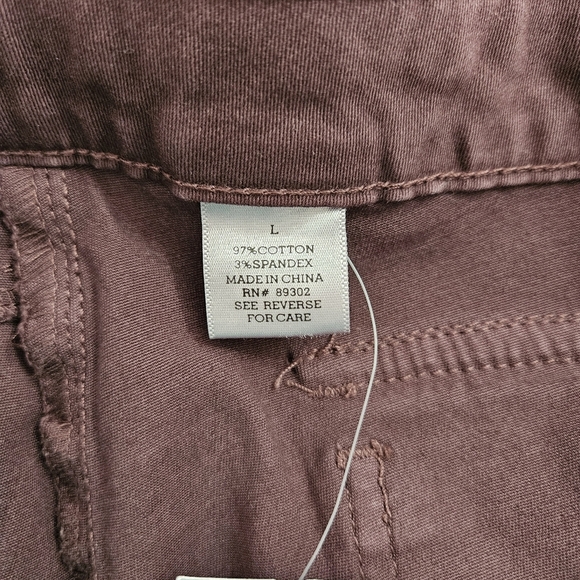 L
97%COTTON
3%SPANDEX
MADE IN CHINA
RN# 89302
SEE REVERSE
FOR CARE